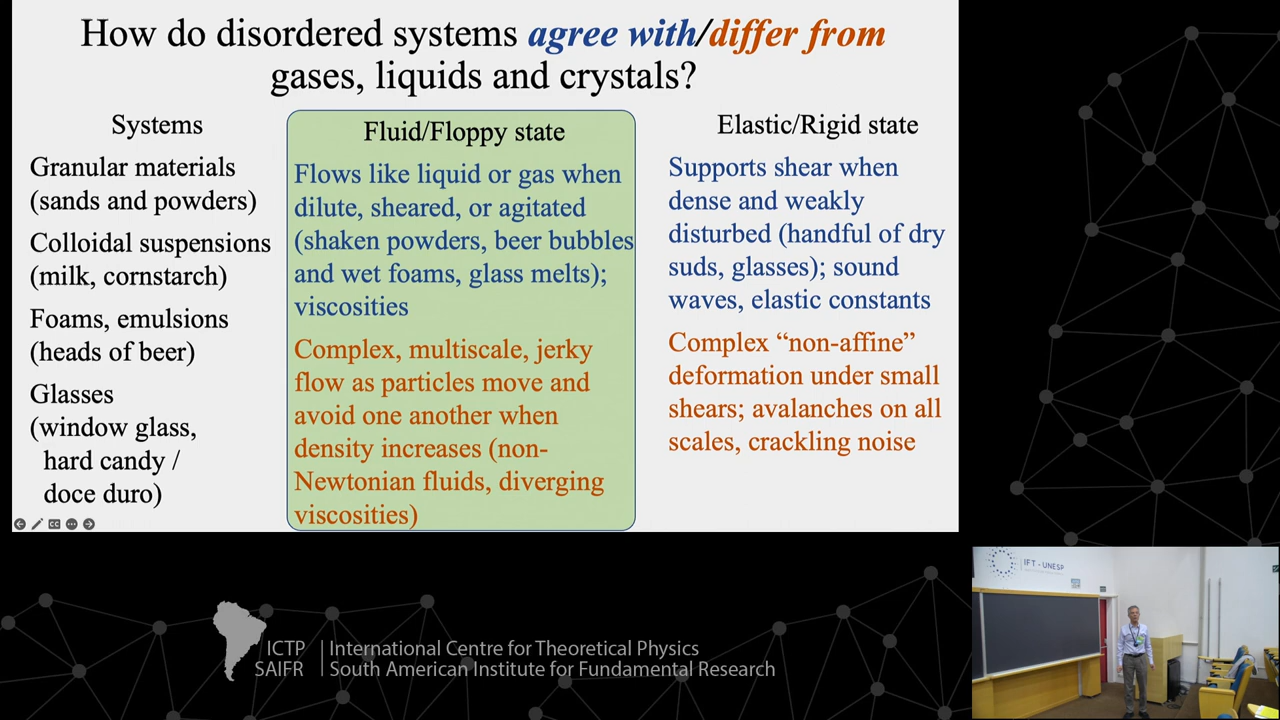 How do disordered systems agree with/differ from
gases, liquids and crystals?
Systems
Granular materials
(sands and powders)
Colloidal suspensions
(milk, cornstarch)
Foams, emulsions
(heads of beer)
Glasses
(window glass,
hard candy /
doce duro)
Fluid/Floppy state
Flows like liquid or gas when
dilute, sheared, or agitated
(shaken powders, beer bubbles
and wet foams, glass melts);
viscosities
Complex, multiscale, jerky
flow as particles move and
avoid one another when
density increases (non-
Newtonian fluids, diverging
viscosities)
Elastic/Rigid state
Supports shear when
dense and weakly
disturbed (handful of dry
suds, glasses); sound
waves, elastic constants
Complex “non-affine”
deformation under small
shears; avalanches on all
scales, crackling noise
CC
IFT - UNESP
ICTP
SAIFR
International Centre for Theoretical Physics
South American Institute for Fundamental Research